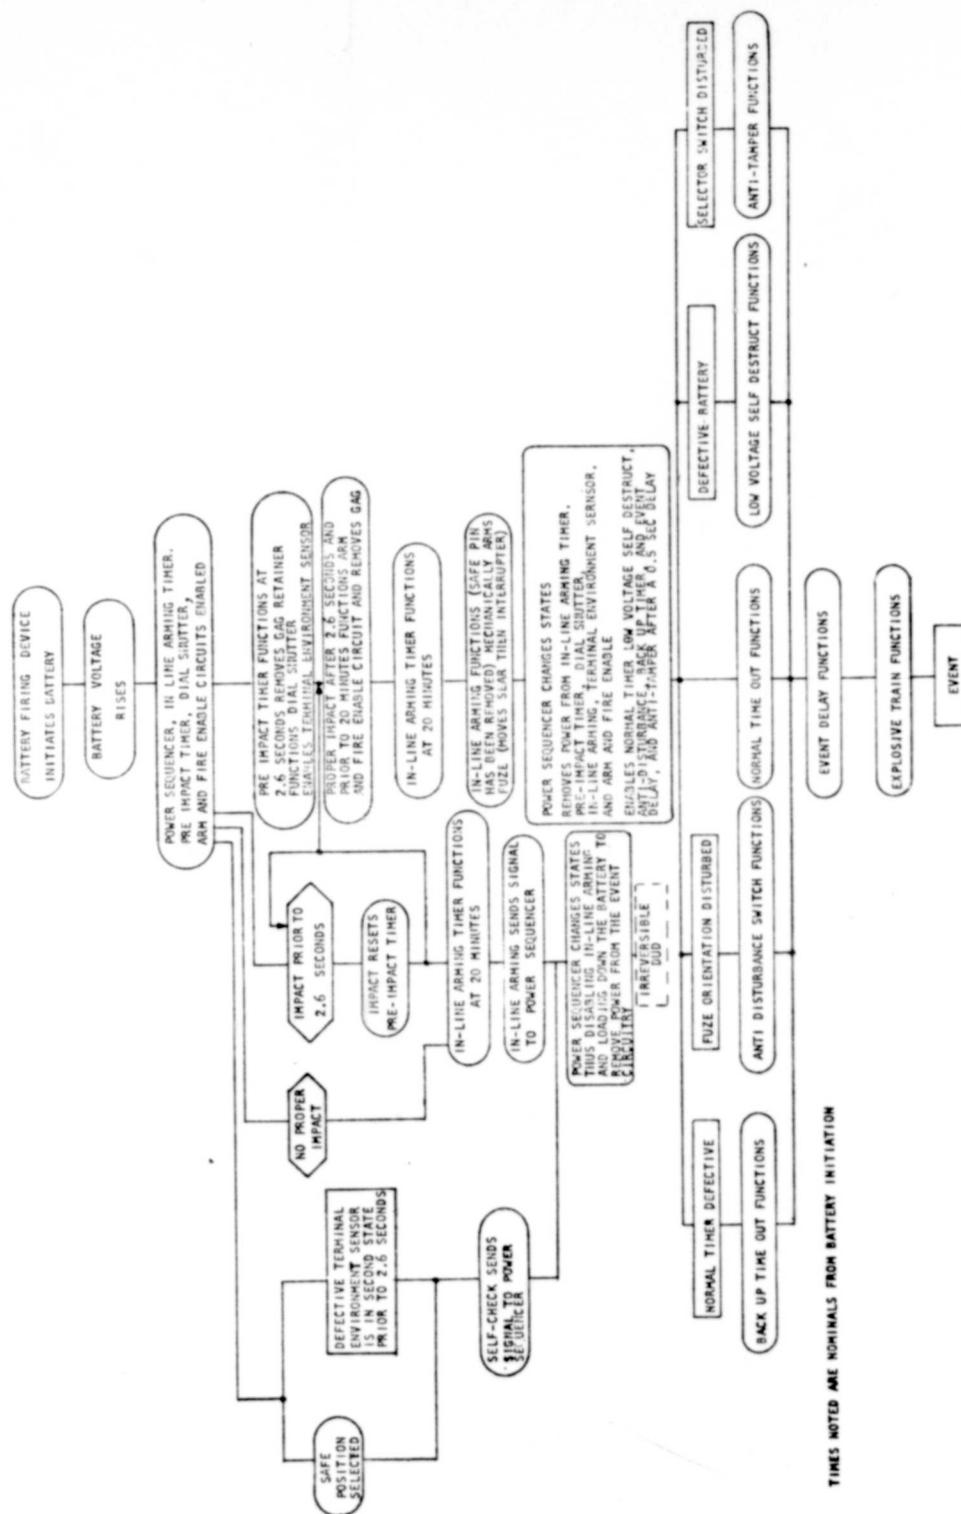 BATTERY FIRING DEVICE
INITIATES BATTERY
BATTERY VOLTAGE
RISES
POWER SEQUENCER, IN LINE ARMING TIMER,
PRE IMPACT TIMER, DIAL SHUTTER,
ARM AND FIRE ENABLE CIRCUITS ENABLED
SAFE
POSITION
SELECTED
DEFECTIVE TERMINAL
ENVIRONMENT SENSOR
IS IN SECOND STATE
PRIOR TO 2.6 SECONDS
NO PROPER
IMPACT
IMPACT PRIOR TO
2.6 SECONDS
PRE IMPACT TIMER FUNCTIONS AT
2.6 SECONDS REMOVES GAG RETAINER
FUNCTIONS DIAL SHUTTER
ENABLES TERMINAL ENVIRONMENT SENSOR
IMPACT RESETS
PRE-IMPACT TIMER
PROPER IMPACT AFTER 2.6 SECONDS AND
PRIOR TO 20 MINUTES FUNCTIONS ARM
AND FIRE ENABLE CIRCUIT AND REMOVES GAG
IN-LINE ARMING TIMER FUNCTIONS
AT 20 MINUTES
IN-LINE ARMING TIMER FUNCTIONS
AT 20 MINUTES
SELF-CHECK SENDS
SIGNAL TO POWER
SEQUENCER
IN-LINE ARMING SENDS SIGNAL
TO POWER SEQUENCER
IN-LINE ARMING FUNCTIONS (SAFE PIN
HAS BEEN REMOVED) MECHANICALLY ARMS
FUZE (MOVES SEAR THEN INTERRUPTER)
POWER SEQUENCER CHANGES STATES
THUS DISABLING IN-LINE ARMING
AND LOADING DOWN THE BATTERY TO
REMOVE POWER FROM THE EVENT
CIRCUITRY
IRREVERSIBLE
DUD
POWER SEQUENCER CHANGES STATES
REMOVES POWER FROM IN-LINE ARMING TIMER,
PRE-IMPACT TIMER, DIAL SHUTTER,
IN-LINE ARMING, TERMINAL ENVIRONMENT SERNSOR,
AND ARM AND FIRE ENABLE
ENABLES NORMAL TIMER LOW VOLTAGE SELF DESTRUCT,
ANTI-DISTURBANCE, BACK UP TIMER, AND EVENT
DELAY, AND ANTI-TAMPER AFTER A 0.5 SEC DELAY
NORMAL TIMER DEFECTIVE
FUZE ORIENTATION DISTURBED
DEFECTIVE BATTERY
SELECTOR SWITCH DISTURBED
BACK UP TIME OUT FUNCTIONS
ANTI DISTURBANCE SWITCH FUNCTIONS
NORMAL TIME OUT FUNCTIONS
LOW VOLTAGE SELF DESTRUCT FUNCTIONS
ANTI-TAMPER FUNCTIONS
EVENT DELAY FUNCTIONS
EXPLOSIVE TRAIN FUNCTIONS
EVENT
TIMES NOTED ARE NOMINALS FROM BATTERY INITIATION